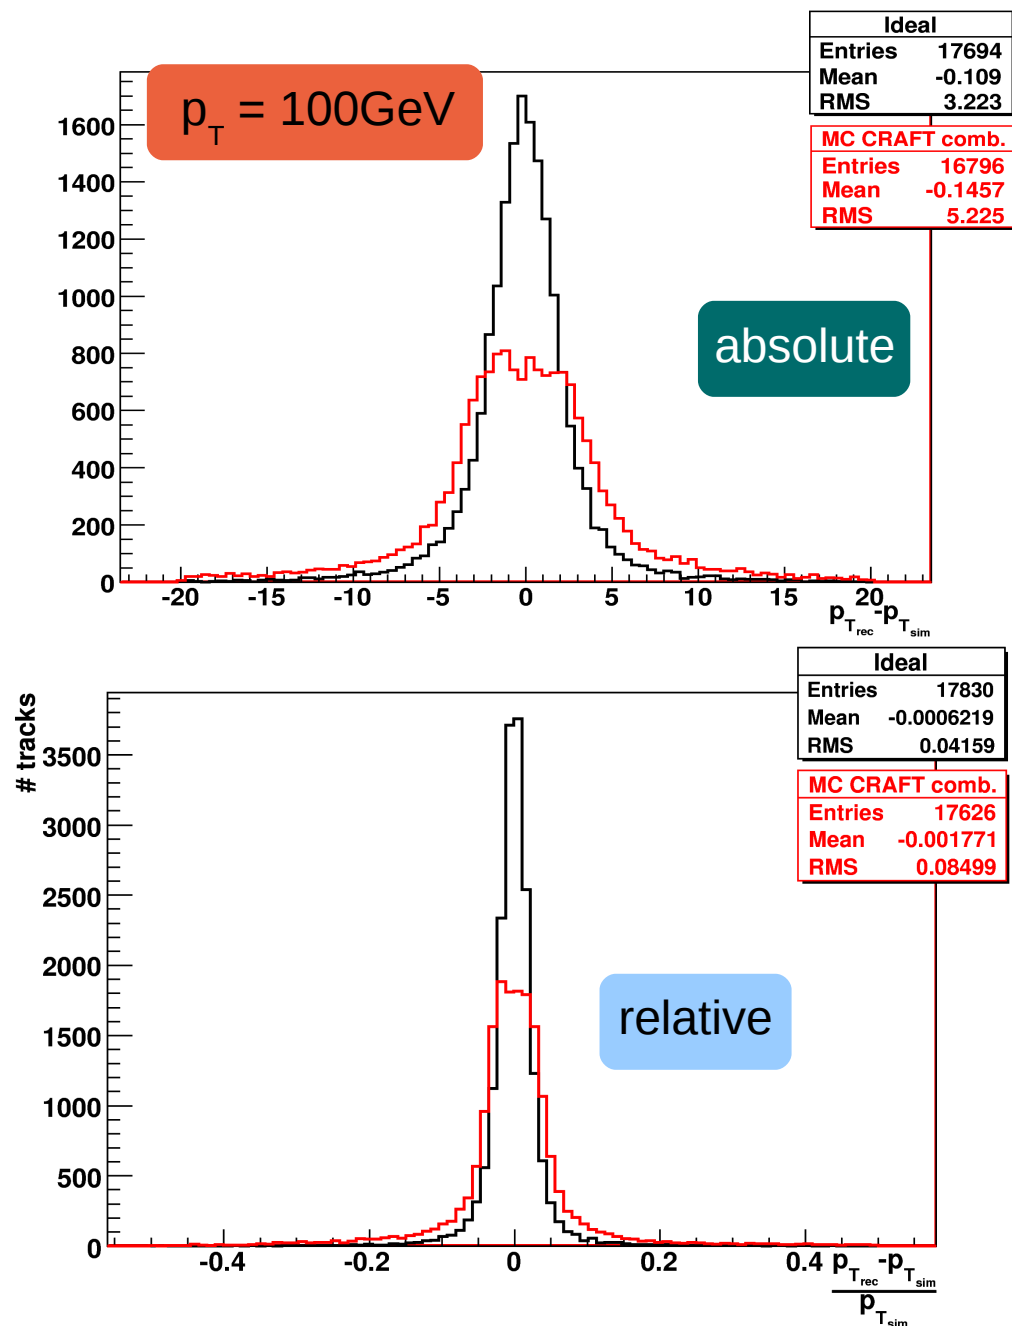 Ideal
Entries 17694
Mean -0.109
RMS 3.223
MC CRAFT comb.
Entries 16796
Mean -0.1457
RMS 5.225
pT = 100GeV
absolute
1600
1400
1200
1000
800
600
400
200
0
-20 -15 -10 -5 0 5 10 15 20
pTrec-pTsim
Ideal
Entries 17830
Mean -0.0006219
RMS 0.04159
MC CRAFT comb.
Entries 17626
Mean -0.001771
RMS 0.08499
# tracks
relative
3500
3000
2500
2000
1500
1000
500
0
-0.4 -0.2 0 0.2 0.4
pTrec-pTsim
pTsim